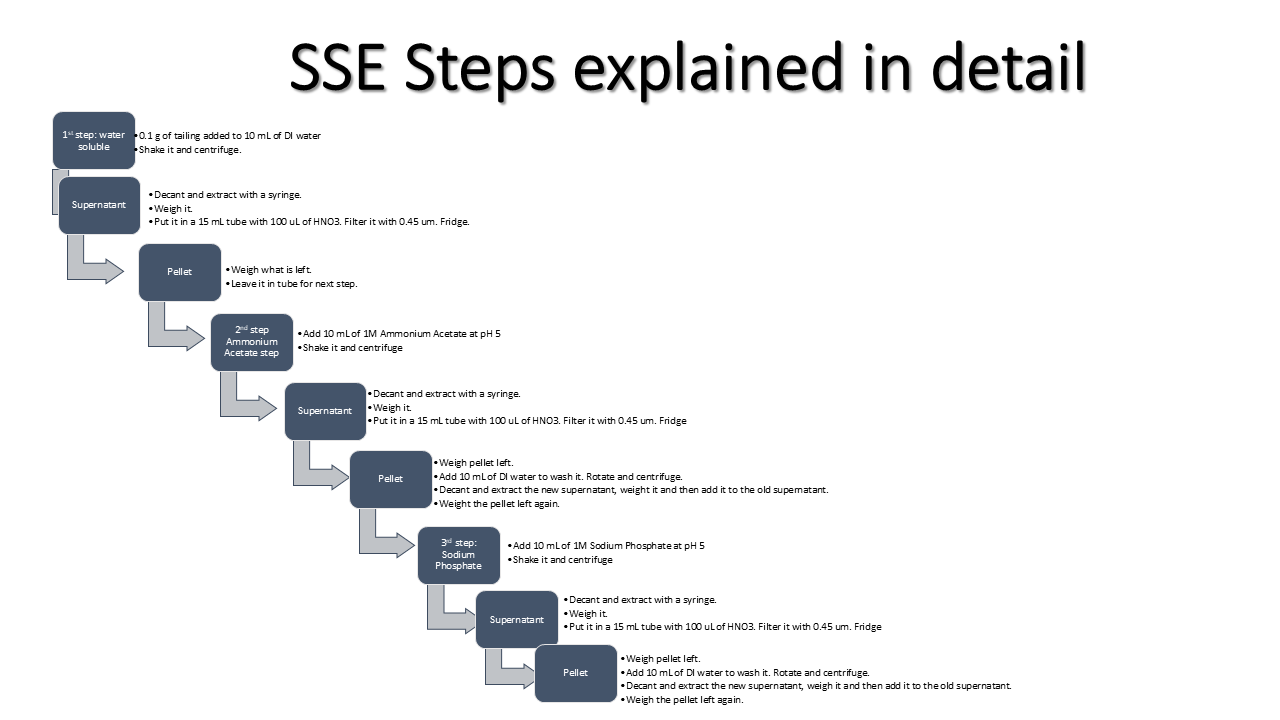 SSE Steps explained in detail
1st step: water
soluble
•0.1 g of tailing added to 10 mL of DI water
•Shake it and centrifuge.
Supernatant
•Decant and extract with a syringe.
•Weigh it.
•Put it in a 15 mL tube with 100 uL of HNO3. Filter it with 0.45 um. Fridge.
Pellet
•Weigh what is left.
•Leave it in tube for next step.
2nd step
Ammonium
Acetate step
•Add 10 mL of 1M Ammonium Acetate at pH 5
•Shake it and centrifuge
Supernatant
•Decant and extract with a syringe.
•Weigh it.
•Put it in a 15 mL tube with 100 uL of HNO3. Filter it with 0.45 um. Fridge
Pellet
•Weigh pellet left.
•Add 10 mL of DI water to wash it. Rotate and centrifuge.
•Decant and extract the new supernatant, weight it and then add it to the old supernatant.
•Weight the pellet left again.
3rd step:
Sodium
Phosphate
•Add 10 mL of 1M Sodium Phosphate at pH 5
•Shake it and centrifuge
Supernatant
•Decant and extract with a syringe.
•Weigh it.
•Put it in a 15 mL tube with 100 uL of HNO3. Filter it with 0.45 um. Fridge
Pellet
•Weigh pellet left.
•Add 10 mL of DI water to wash it. Rotate and centrifuge.
•Decant and extract the new supernatant, weigh it and then add it to the old supernatant.
•Weigh the pellet left again.